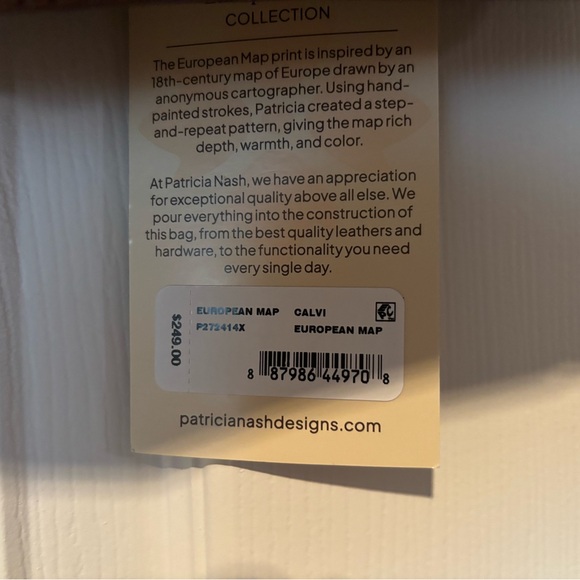 COLLECTION
The European Map print is inspired by an
18th-century map of Europe drawn by an
anonymous cartographer. Using hand-
painted strokes, Patricia created a step-
and-repeat pattern, giving the map rich
depth, warmth, and color.
At Patricia Nash, we have an appreciation
for exceptional quality above all else. We
pour everything into the construction of
this bag, from the best quality leathers and
hardware, to the functionality you need
every single day.
$249.00
EUROPEAN MAP CALVI
P272414X EUROPEAN MAP
8 87986 44970 8
patricianashdesigns.com